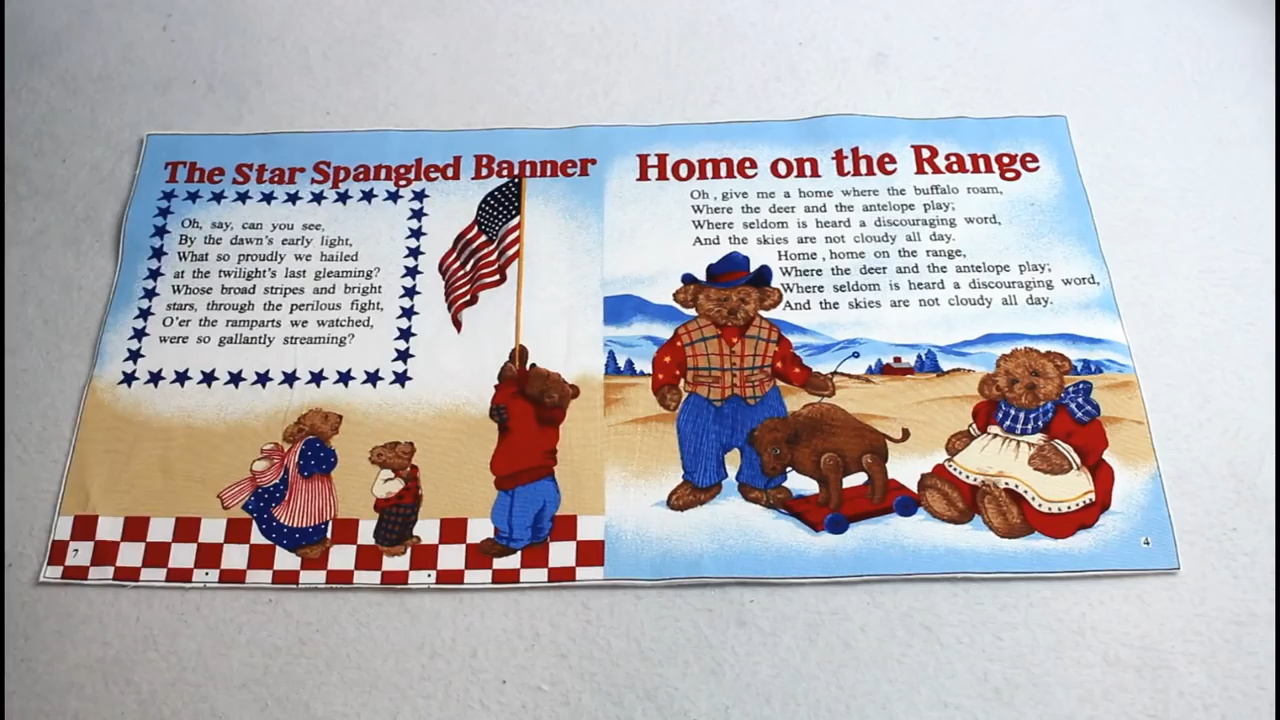 The Star Spangled Banner
Oh, say, can you see,
By the dawn's early light,
What so proudly we hailed
at the twilight's last gleaming?
Whose broad stripes and bright
stars, through the perilous fight,
O'er the ramparts we watched,
were so gallantly streaming?
7
Home on the Range
Oh , give me a home where the buffalo roam,
Where the deer and the antelope play;
Where seldom is heard a discouraging word,
And the skies are not cloudy all day.
Home , home on the range,
Where the deer and the antelope play;
Where seldom is heard a discouraging word,
And the skies are not cloudy all day.
4